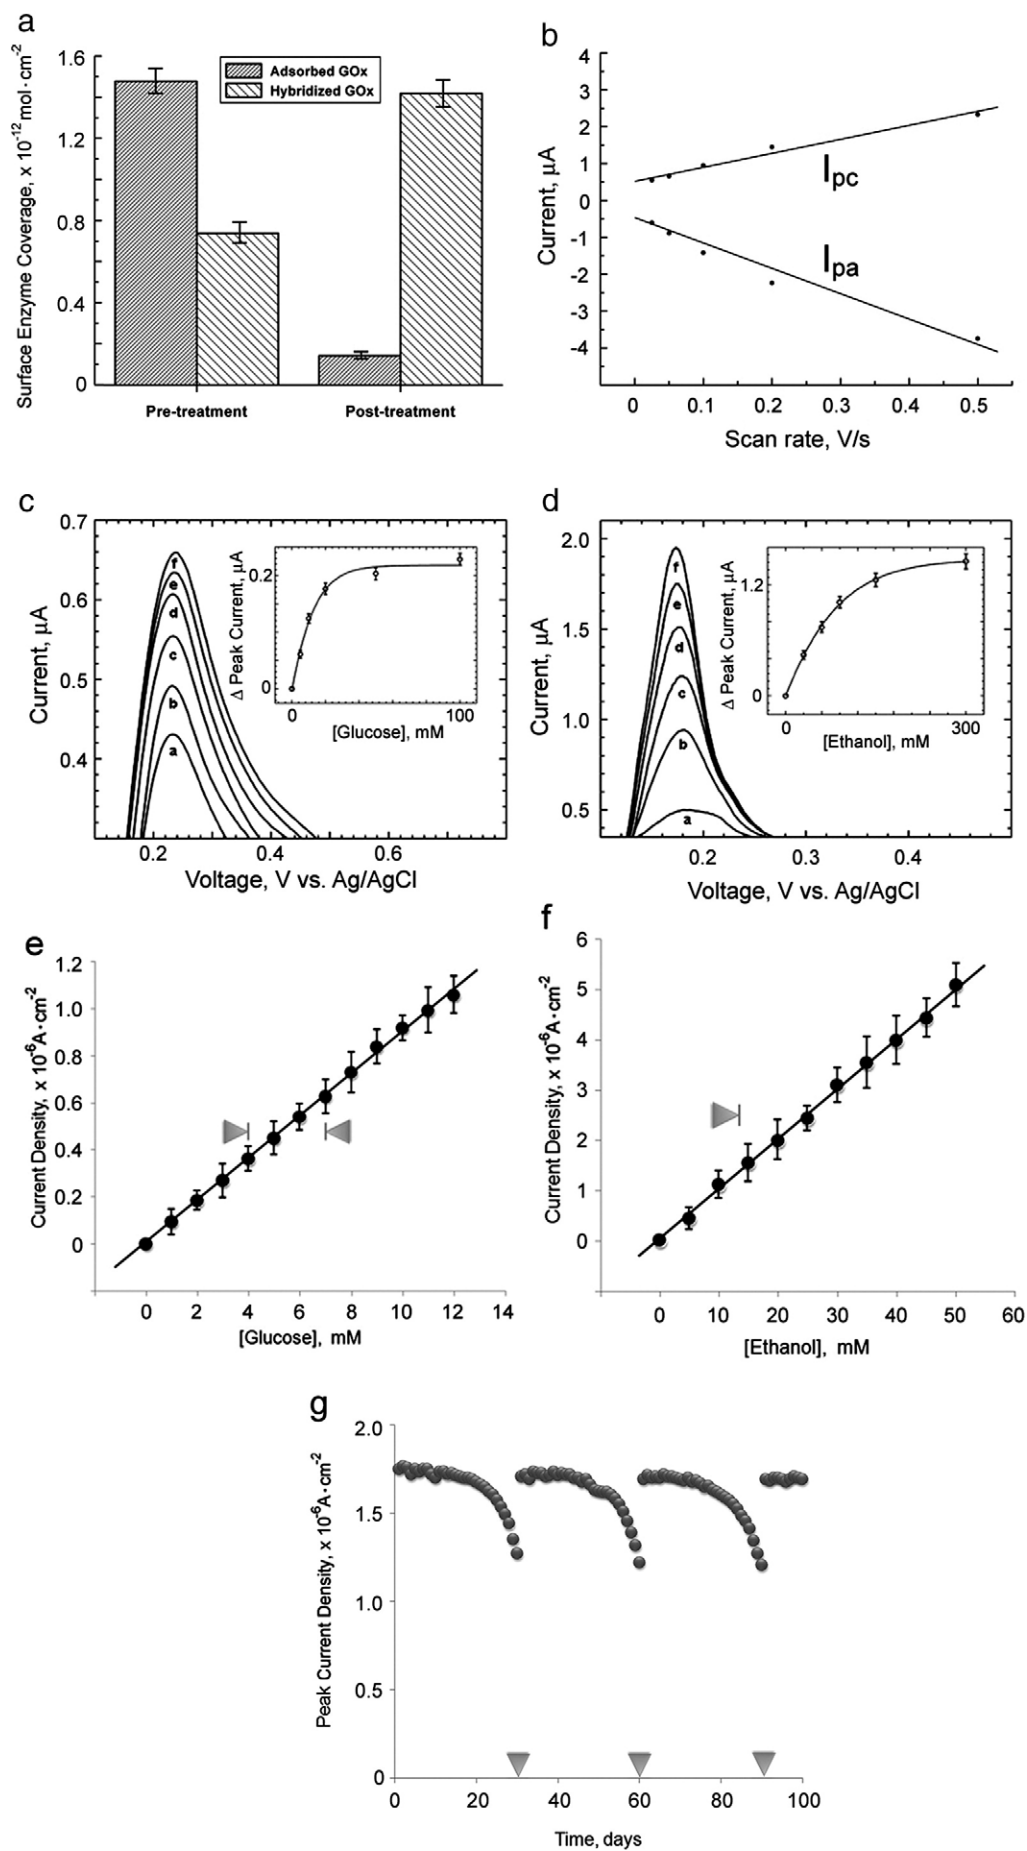 a
Surface Enzyme Coverage, x 10-12 mol·cm-2
1.6
1.2
0.8
0.4
0
Adsorbed GOx
Hybridized GOx
Pre-treatment
Post-treatment
b
Current, µA
4
3
2
1
0
-1
-2
-3
-4
Ipc
Ipa
0
0.1
0.2
0.3
0.4
0.5
Scan rate, V/s
c
Current, µA
0.7
0.6
0.5
0.4
f
e
d
c
b
a
Δ Peak Current, µA
0.2
0
0
100
[Glucose], mM
0.2
0.4
0.6
Voltage, V vs. Ag/AgCl
d
Current, µA
2.0
1.5
1.0
0.5
f
e
d
c
b
a
Δ Peak Current, µA
1.2
0
0
300
[Ethanol], mM
0.2
0.3
0.4
Voltage, V vs. Ag/AgCl
e
Current Density, x 10-6A·cm-2
1.2
1.0
0.8
0.6
0.4
0.2
0
0
2
4
6
8
10
12
14
[Glucose], mM
f
Current Density, x 10-6A·cm-2
6
5
4
3
2
1
0
0
10
20
30
40
50
60
[Ethanol], mM
g
Peak Current Density, x 10-6A·cm-2
2.0
1.5
1.0
0.5
0
0
20
40
60
80
100
Time, days